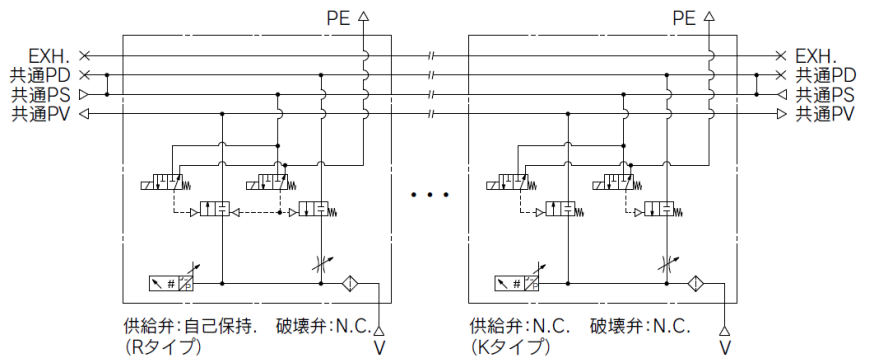 PE
PE
EXH.
EXH.
共通PD
共通PD
共通PS
共通PS
共通PV
共通PV
・・・
#
P
#
P
供給弁:自己保持. 破壊弁:N.C.
(Rタイプ)
V
供給弁:N.C. 破壊弁:N.C.
(Kタイプ)
V